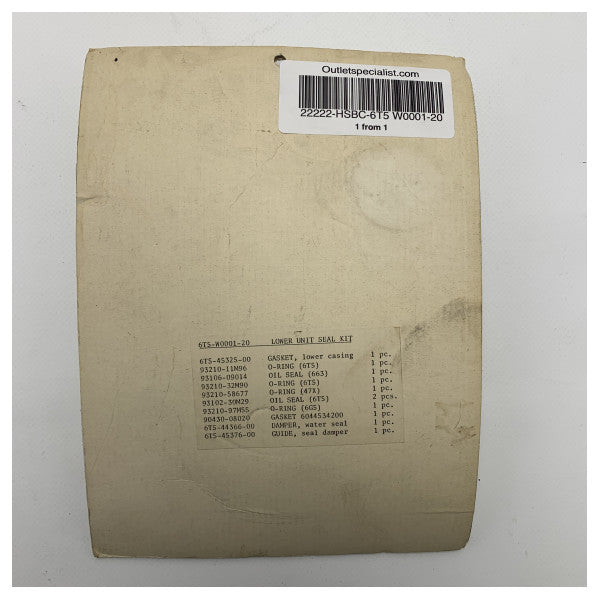 Outletspecialist.com
22222-HSBC-6T5 W0001-20
1 from 1
6T5-W0001-20 LOWER UNIT SEAL KIT
6T5-45325-00 GASKET, lower casing 1 pc.
93210-11M96 O-RING (6T5) 1 pc.
93106-09014 OIL SEAL (663) 1 pc.
93210-32M90 O-RING (6T5) 1 pc.
93210-58677 O-RING (47X) 1 pc.
93102-30M29 OIL SEAL (6T5) 2 pcs.
93210-97M55 O-RING (6G5) 1 pc.
90430-08020 GASKET 6044534200 1 pc.
6T5-44366-00 DAMPER, water seal 1 pc.
6T5-45376-00 GUIDE, seal damper 1 pc.